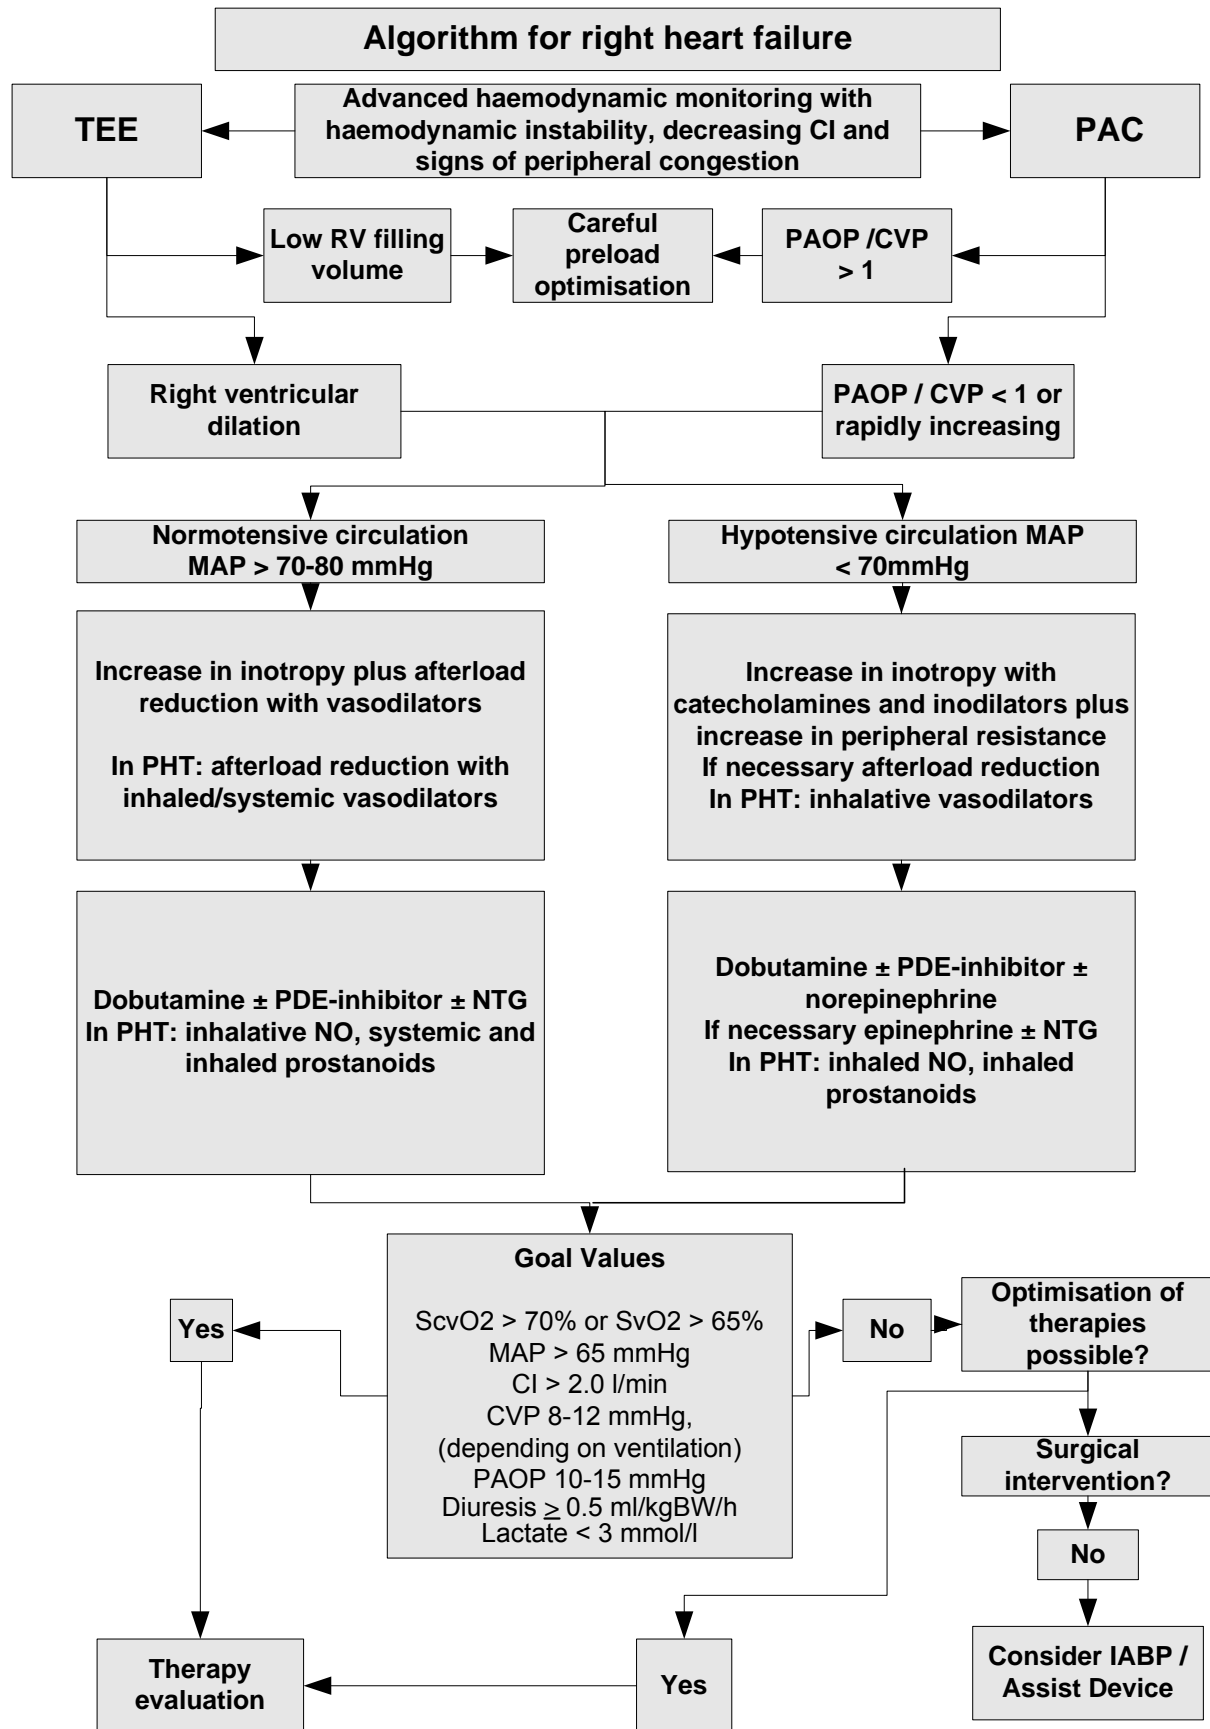 Algorithm for right heart failure
TEE
Advanced haemodynamic monitoring with
haemodynamic instability, decreasing CI and
signs of peripheral congestion
PAC
Low RV filling
volume
Careful
preload
optimisation
PAOP /CVP
> 1
Right ventricular
dilation
PAOP / CVP < 1 or
rapidly increasing
Normotensive circulation
MAP > 70-80 mmHg
Hypotensive circulation MAP
< 70mmHg
Increase in inotropy plus afterload
reduction with vasodilators
In PHT: afterload reduction with
inhaled/systemic vasodilators
Increase in inotropy with
catecholamines and inodilators plus
increase in peripheral resistance
If necessary afterload reduction
In PHT: inhalative vasodilators
Dobutamine ± PDE-inhibitor ± NTG
In PHT: inhalative NO, systemic and
inhaled prostanoids
Dobutamine ± PDE-inhibitor ±
norepinephrine
If necessary epinephrine ± NTG
In PHT: inhaled NO, inhaled
prostanoids
Goal Values
ScvO2 > 70% or SvO2 > 65%
MAP > 65 mmHg
CI > 2.0 l/min
CVP 8-12 mmHg,
(depending on ventilation)
PAOP 10-15 mmHg
Diuresis ≥ 0.5 ml/kgBW/h
Lactate < 3 mmol/l
Yes
No
Optimisation of
therapies
possible?
Surgical
intervention?
No
Therapy
evaluation
Yes
Consider IABP /
Assist Device